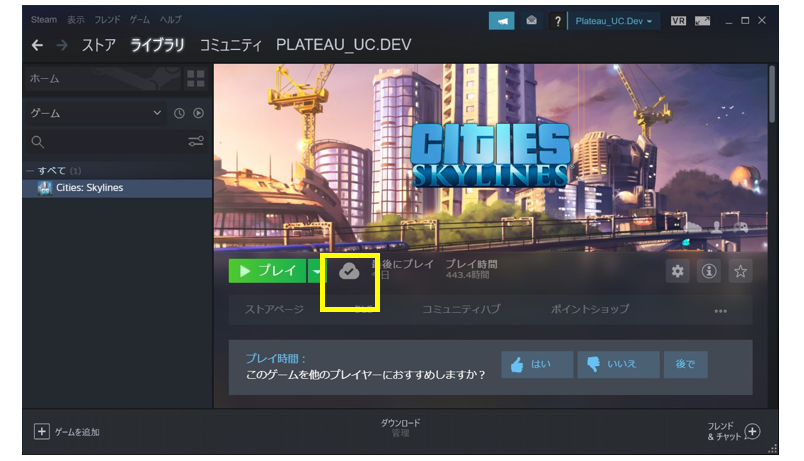 Steam 表示 フレンド ゲーム ヘルプ
? Plateau_UC.Dev VR
ストア ライブラリ コミュニティ PLATEAU_UC.DEV
ホーム
ゲーム
すべて (1)
Cities: Skylines
CITIES
SKYLINES
プレイ
最後にプレイ プレイ時間
今日 443.4時間
ストアページ DLC コミュニティハブ ポイントショップ
プレイ時間：
このゲームを他のプレイヤーにおすすめしますか？
はい いいえ 後で
ゲームを追加
ダウンロード
管理
フレンド
& チャット